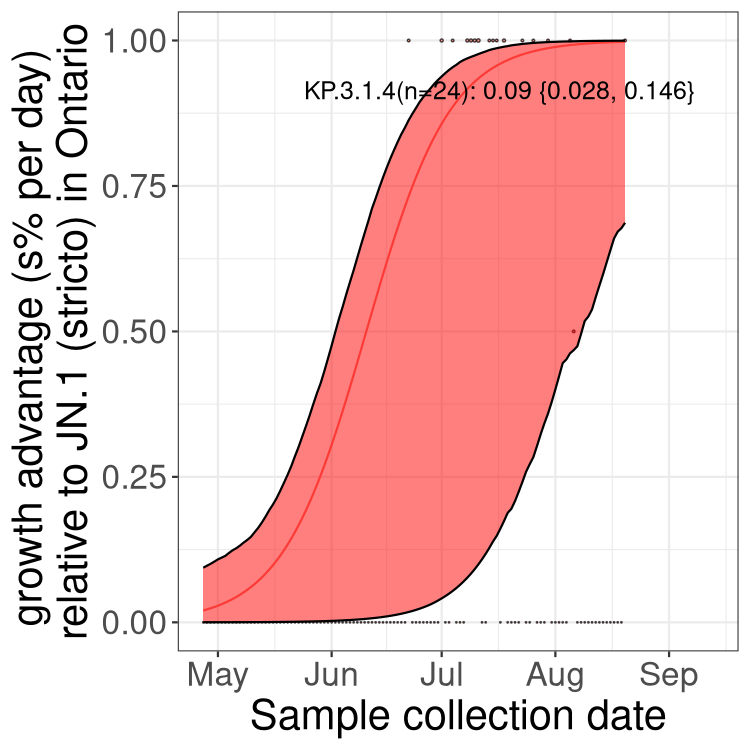 growth advantage (s% per day)
relative to JN.1 (stricto) in Ontario
1.00
0.75
0.50
0.25
0.00
KP.3.1.4(n=24): 0.09 {0.028, 0.146}
May Jun Jul Aug Sep
Sample collection date